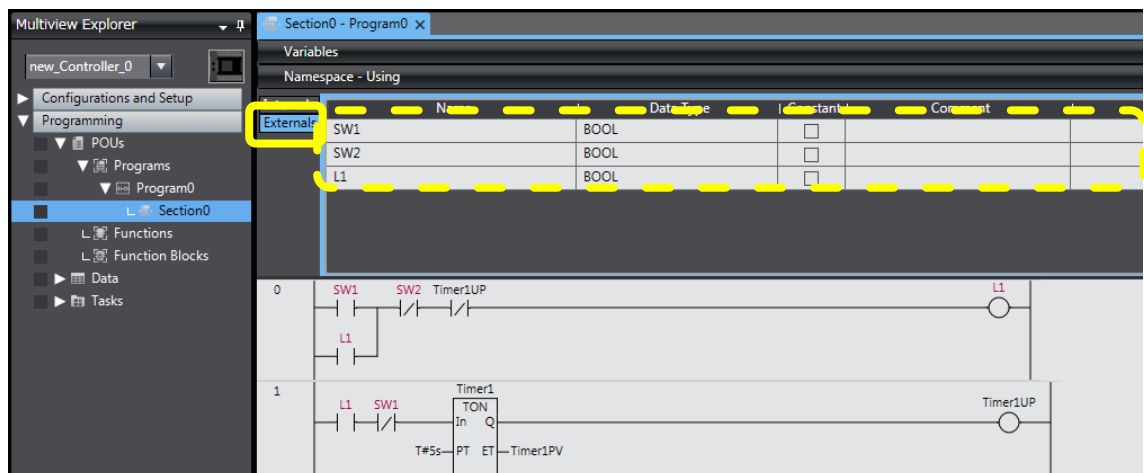 Multiview Explorer
Section0 - Program0
Variables
new_Controller_0
Namespace - Using
Configurations and Setup
Programming
POUs
Programs
Program0
Section0
Functions
Function Blocks
Data
Tasks
Name Data Type Constant Comment
Externals
SW1 BOOL
SW2 BOOL
L1 BOOL
0
SW1 SW2 Timer1UP L1
L1
1
Timer1
L1 SW1 TON Timer1UP
In Q
T#5s PT ET Timer1PV